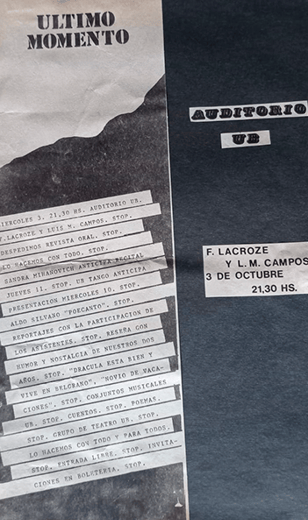 ULTIMO
MOMENTO
MIERCOLES 3. 21,30 HS. AUDITORIO UB.
F.LACROZE Y LUIS M. CAMPOS. STOP.
DESPEDIMOS REVISTA ORAL. STOP.
LO HACEMOS CON TODO. STOP.
SANDRA MIHANOVICH ANTICIPA RECITAL
JUEVES 11. STOP. UB TANGO ANTICIPA
PRESENTACION MIERCOLES 10. STOP.
ALDO SILVANO "PORCANTO". STOP.
REPORTAJES CON LA PARTICIPACION DE
LOS ASISTENTES. STOP. RESEÑA CON
HUMOR Y NOSTALGIA DE NUESTROS DOS
AÑOS. STOP. "DRACULA ESTA BIEN Y
VIVE EN BELGRANO". "NOVIO DE VACA-
CIONES". STOP. CONJUNTOS MUSICALES
UB. STOP. CUENTOS. STOP. POEMAS.
STOP. GRUPO DE TEATRO UB. STOP.
LO HACEMOS CON TODO Y PARA TODOS.
STOP. ENTRADA LIBRE. STOP. INVITA-
CIONES EN BOLETERIA. STOP.
AUDITORIO
UB
F. LACROZE
Y L. M. CAMPOS
3 DE OCTUBRE
21,30 HS.